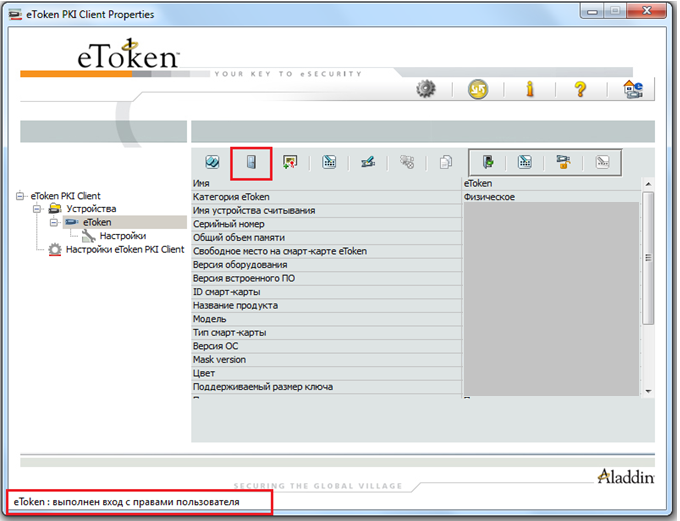 eToken PKI Client Properties
eToken™
YOUR KEY TO eSECURITY
eToken PKI Client
Устройства
eToken
Настройки
Настройки eToken PKI Client
Имя eToken
Категория eToken Физическое
Имя устройства считывания
Серийный номер
Общий объем памяти
Свободное место на смарт-карте eToken
Версия оборудования
Версия встроенного ПО
ID смарт-карты
Название продукта
Модель
Тип смарт-карты
Версия ОС
Mask version
Цвет
Поддерживаемый размер ключа
Aladdin
SECURING THE GLOBAL VILLAGE
eToken : выполнен вход с правами пользователя